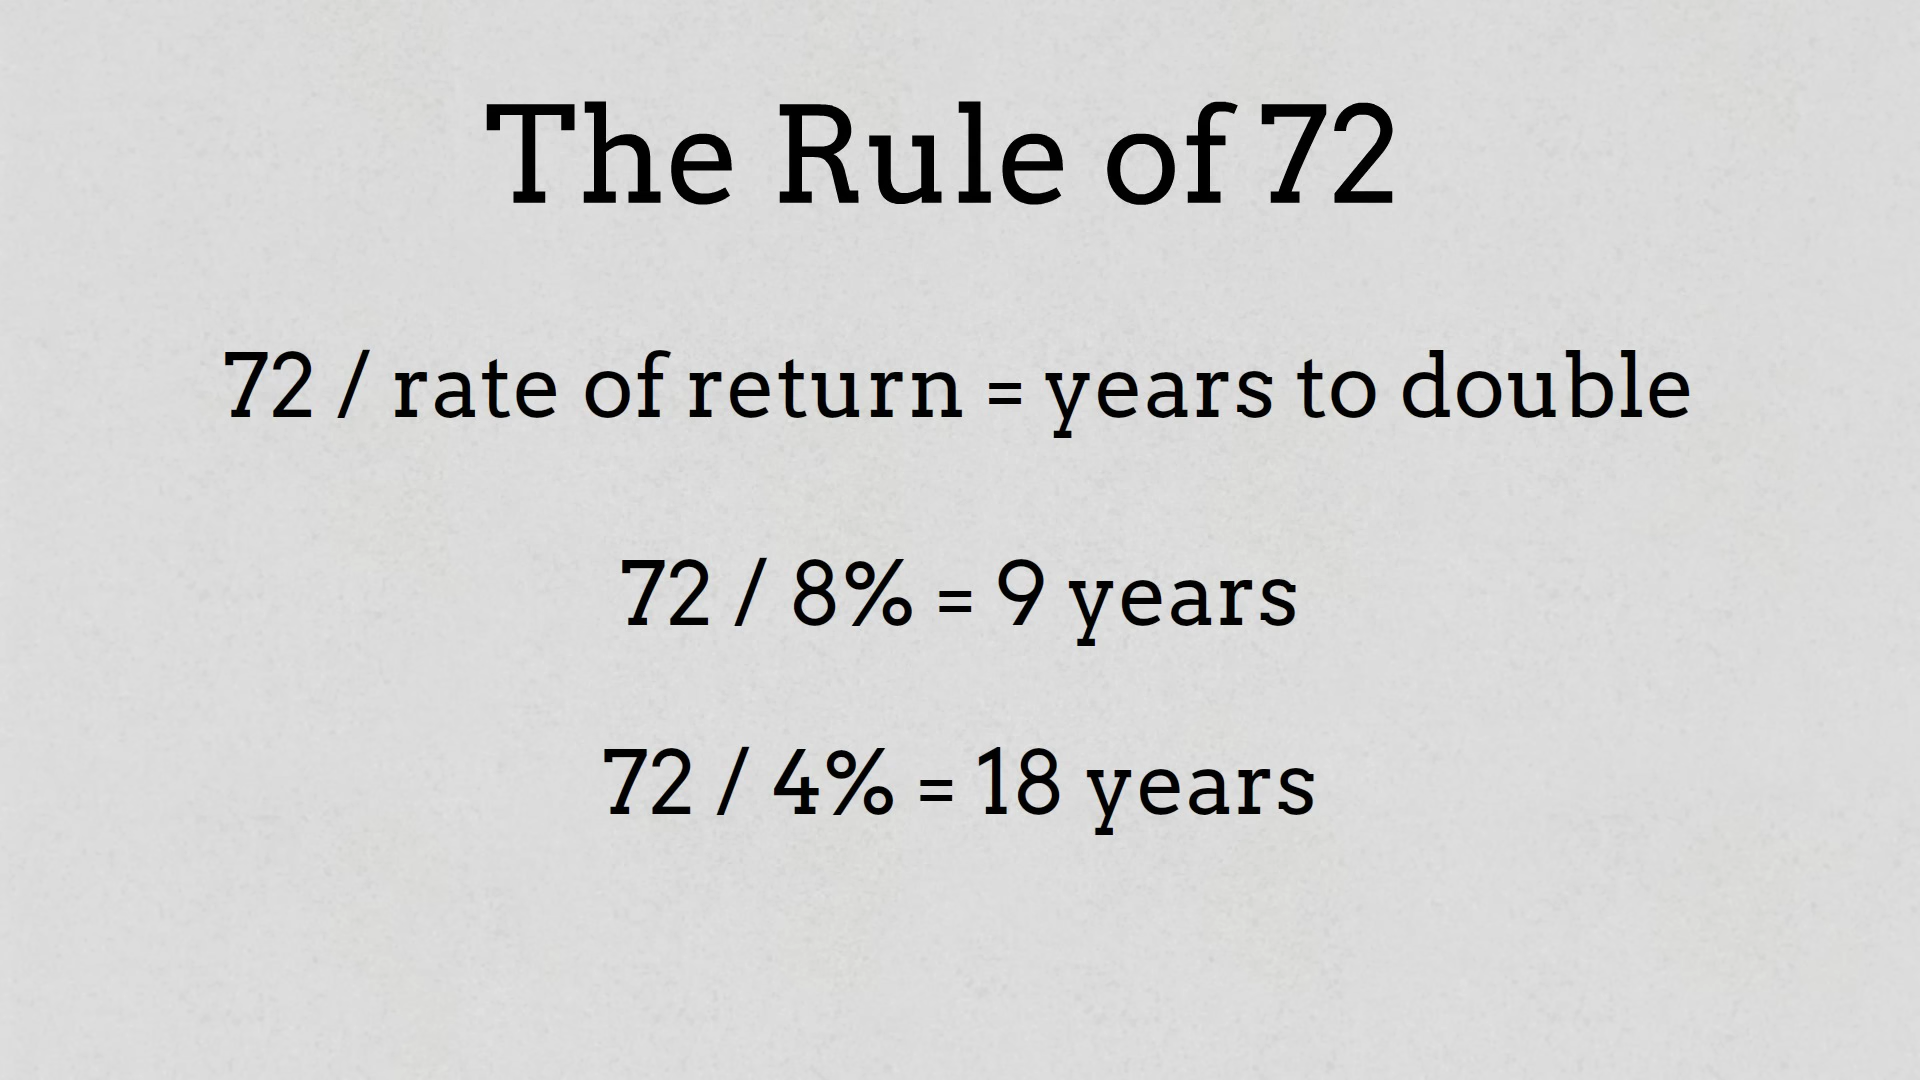 The Rule of 72
72 / rate of return = years to double
72 / 8% = 9 years
72 / 4% = 18 years